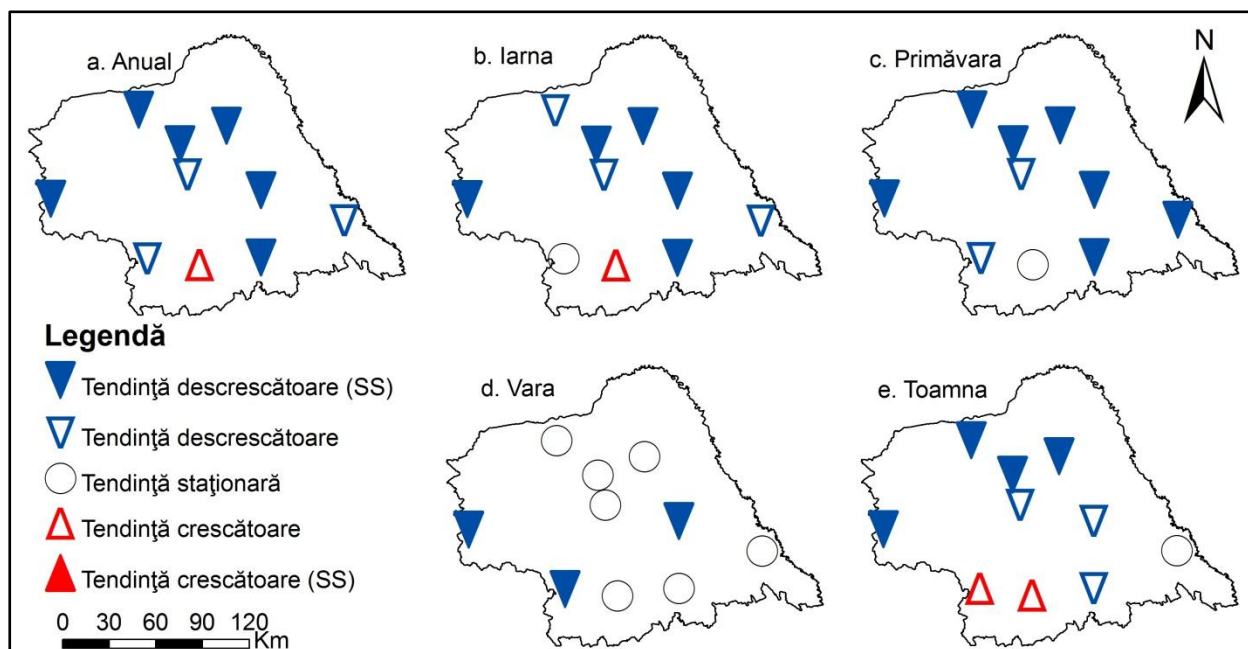 a. Anual
b. Iarna
c. Primăvara
N
Legendă
Tendinţă descrescătoare (SS)
Tendinţă descrescătoare
Tendinţă staţionară
Tendinţă crescătoare
Tendinţă crescătoare (SS)
0 30 60 90 120
Km
d. Vara
e. Toamna